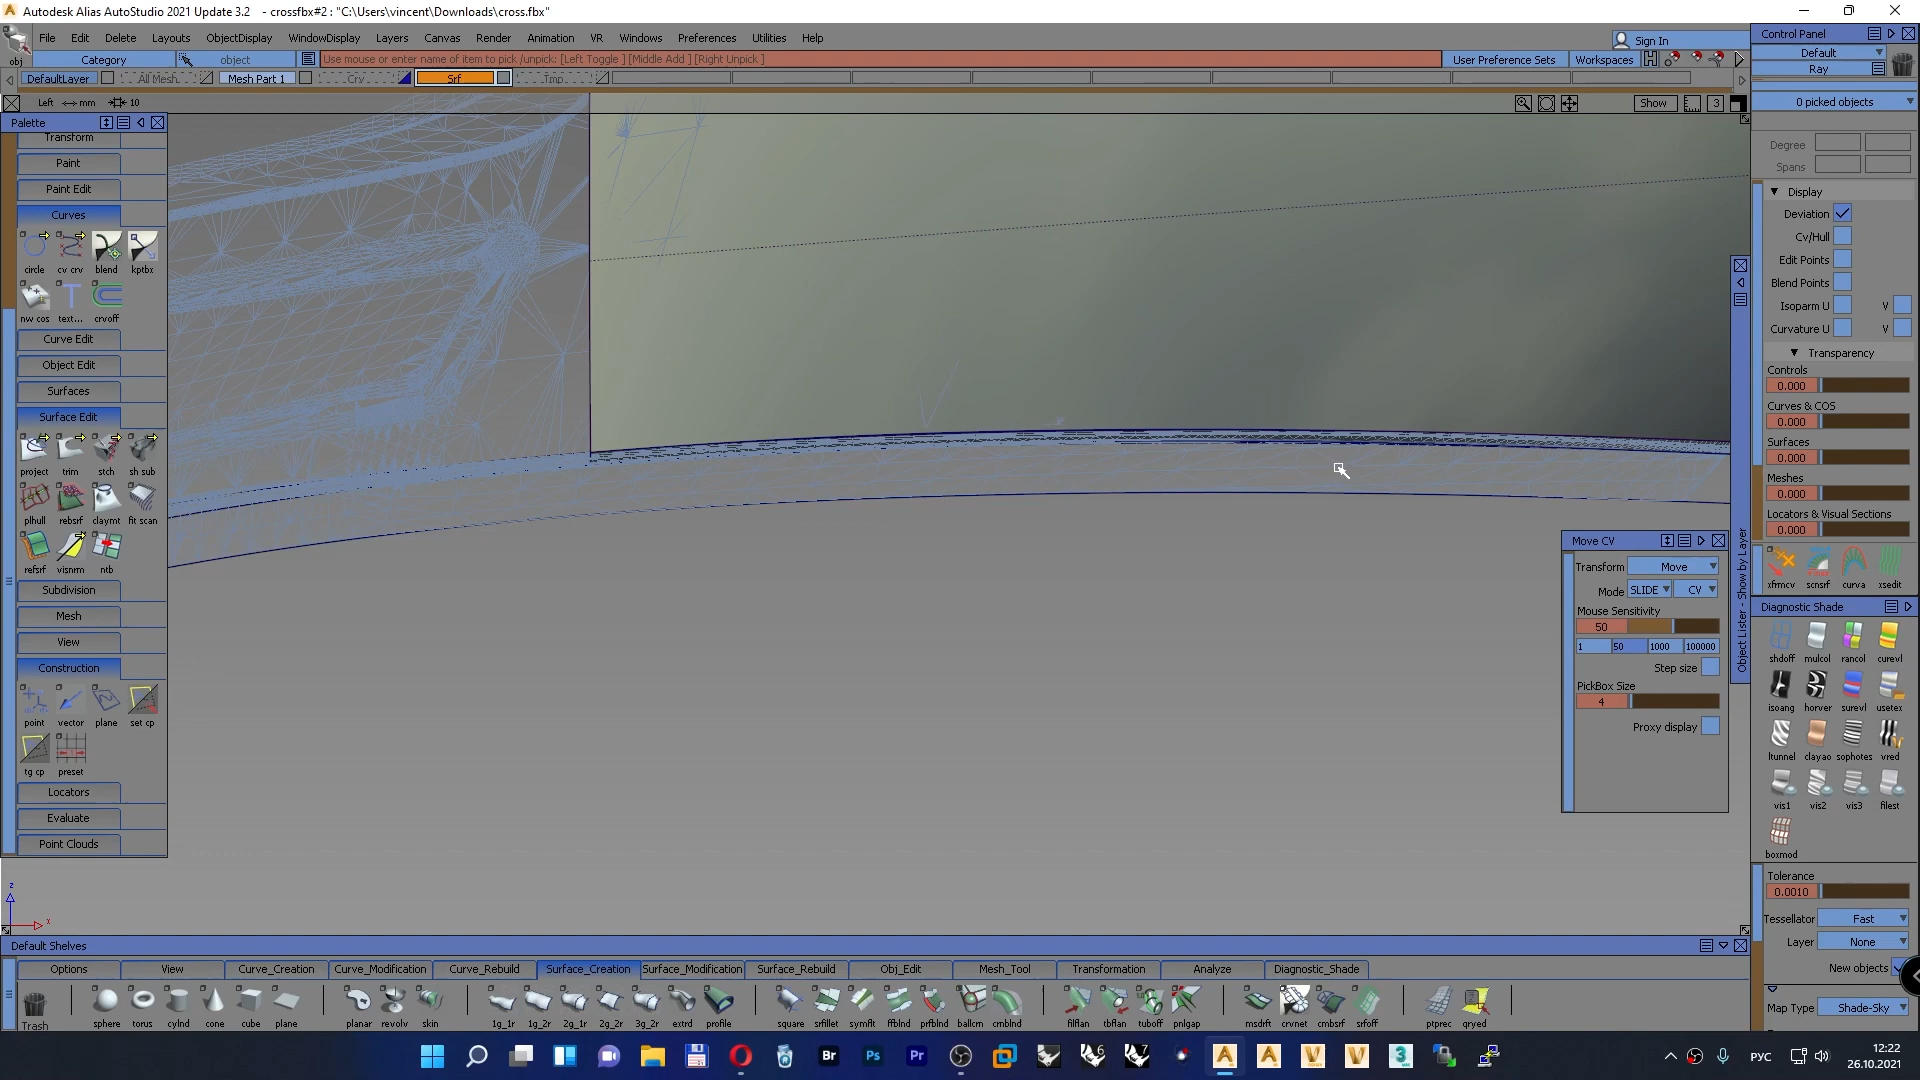 Autodesk Alias AutoStudio 2021 Update 3.2 - crossfbx#2 : "C:\Users\vincent\Downloads\cross.fbx"
File Edit Delete Layouts ObjectDisplay WindowDisplay Layers Canvas Render Animation VR Windows Preferences Utilities Help
Sign In
obj Category object Use mouse or enter name of item to pick /unpick: [Left Toggle ] [Middle Add ] [Right Unpick ] User Preference Sets Workspaces
DefaultLayer All Mesh Mesh Part 1 Crv Srf Tmp
Left mm 10 Show 3
Palette
Transform
Paint
Paint Edit
Curves
circle cv crv blend kptbx
nw cos text... crvoff
Curve Edit
Object Edit
Surfaces
Surface Edit
project trim stch sh sub
plhull rebsrf claymt fit scan
refsrf visnrm ntb
Subdivision
Mesh
View
Construction
point vector plane set cp
tg cp preset
Locators
Evaluate
Point Clouds
z
x
Move CV
Transform Move
Mode SLIDE CV
Mouse Sensitivity
50
1 50 1000 100000
Step size
PickBox Size
4
Proxy display
Object Lister - Show by Layer
Control Panel
Default
Ray
0 picked objects
Degree
Spans
Display
Deviation
Cv/Hull
Edit Points
Blend Points
Isoparm U V
Curvature U V
Transparency
Controls
0.000
Curves & COS
0.000
Surfaces
0.000
Meshes
0.000
Locators & Visual Sections
0.000
xfrmcv scnsrf curva xsedit
Diagnostic Shade
shdoff mulcol rancol curevl
isoang horver surevl usetex
ltunnel clayao sophotes vred
vis1 vis2 vis3 filest
boxmod
Tolerance
0.0010
Tessellator Fast
Layer None
New objects
Map Type Shade-Sky
Default Shelves
Options View Curve_Creation Curve_Modification Curve_Rebuild Surface_Creation Surface_Modification Surface_Rebuild Obj_Edit Mesh_Tool Transformation Analyze Diagnostic_Shade
Trash sphere torus cylnd cone cube plane planar revolv skin 1g_1r 1g_2r 2g_1r 2g_2r 3g_2r extrd profile square srfillet symflt ffblnd prfblnd ballcrn cmblnd filflan tbflan tuboff pnlgap msdrft crvnet cmbsrf srfoff ptprec qryed
Br Ps Pr 6 7 3 РУС 12:22
26.10.2021